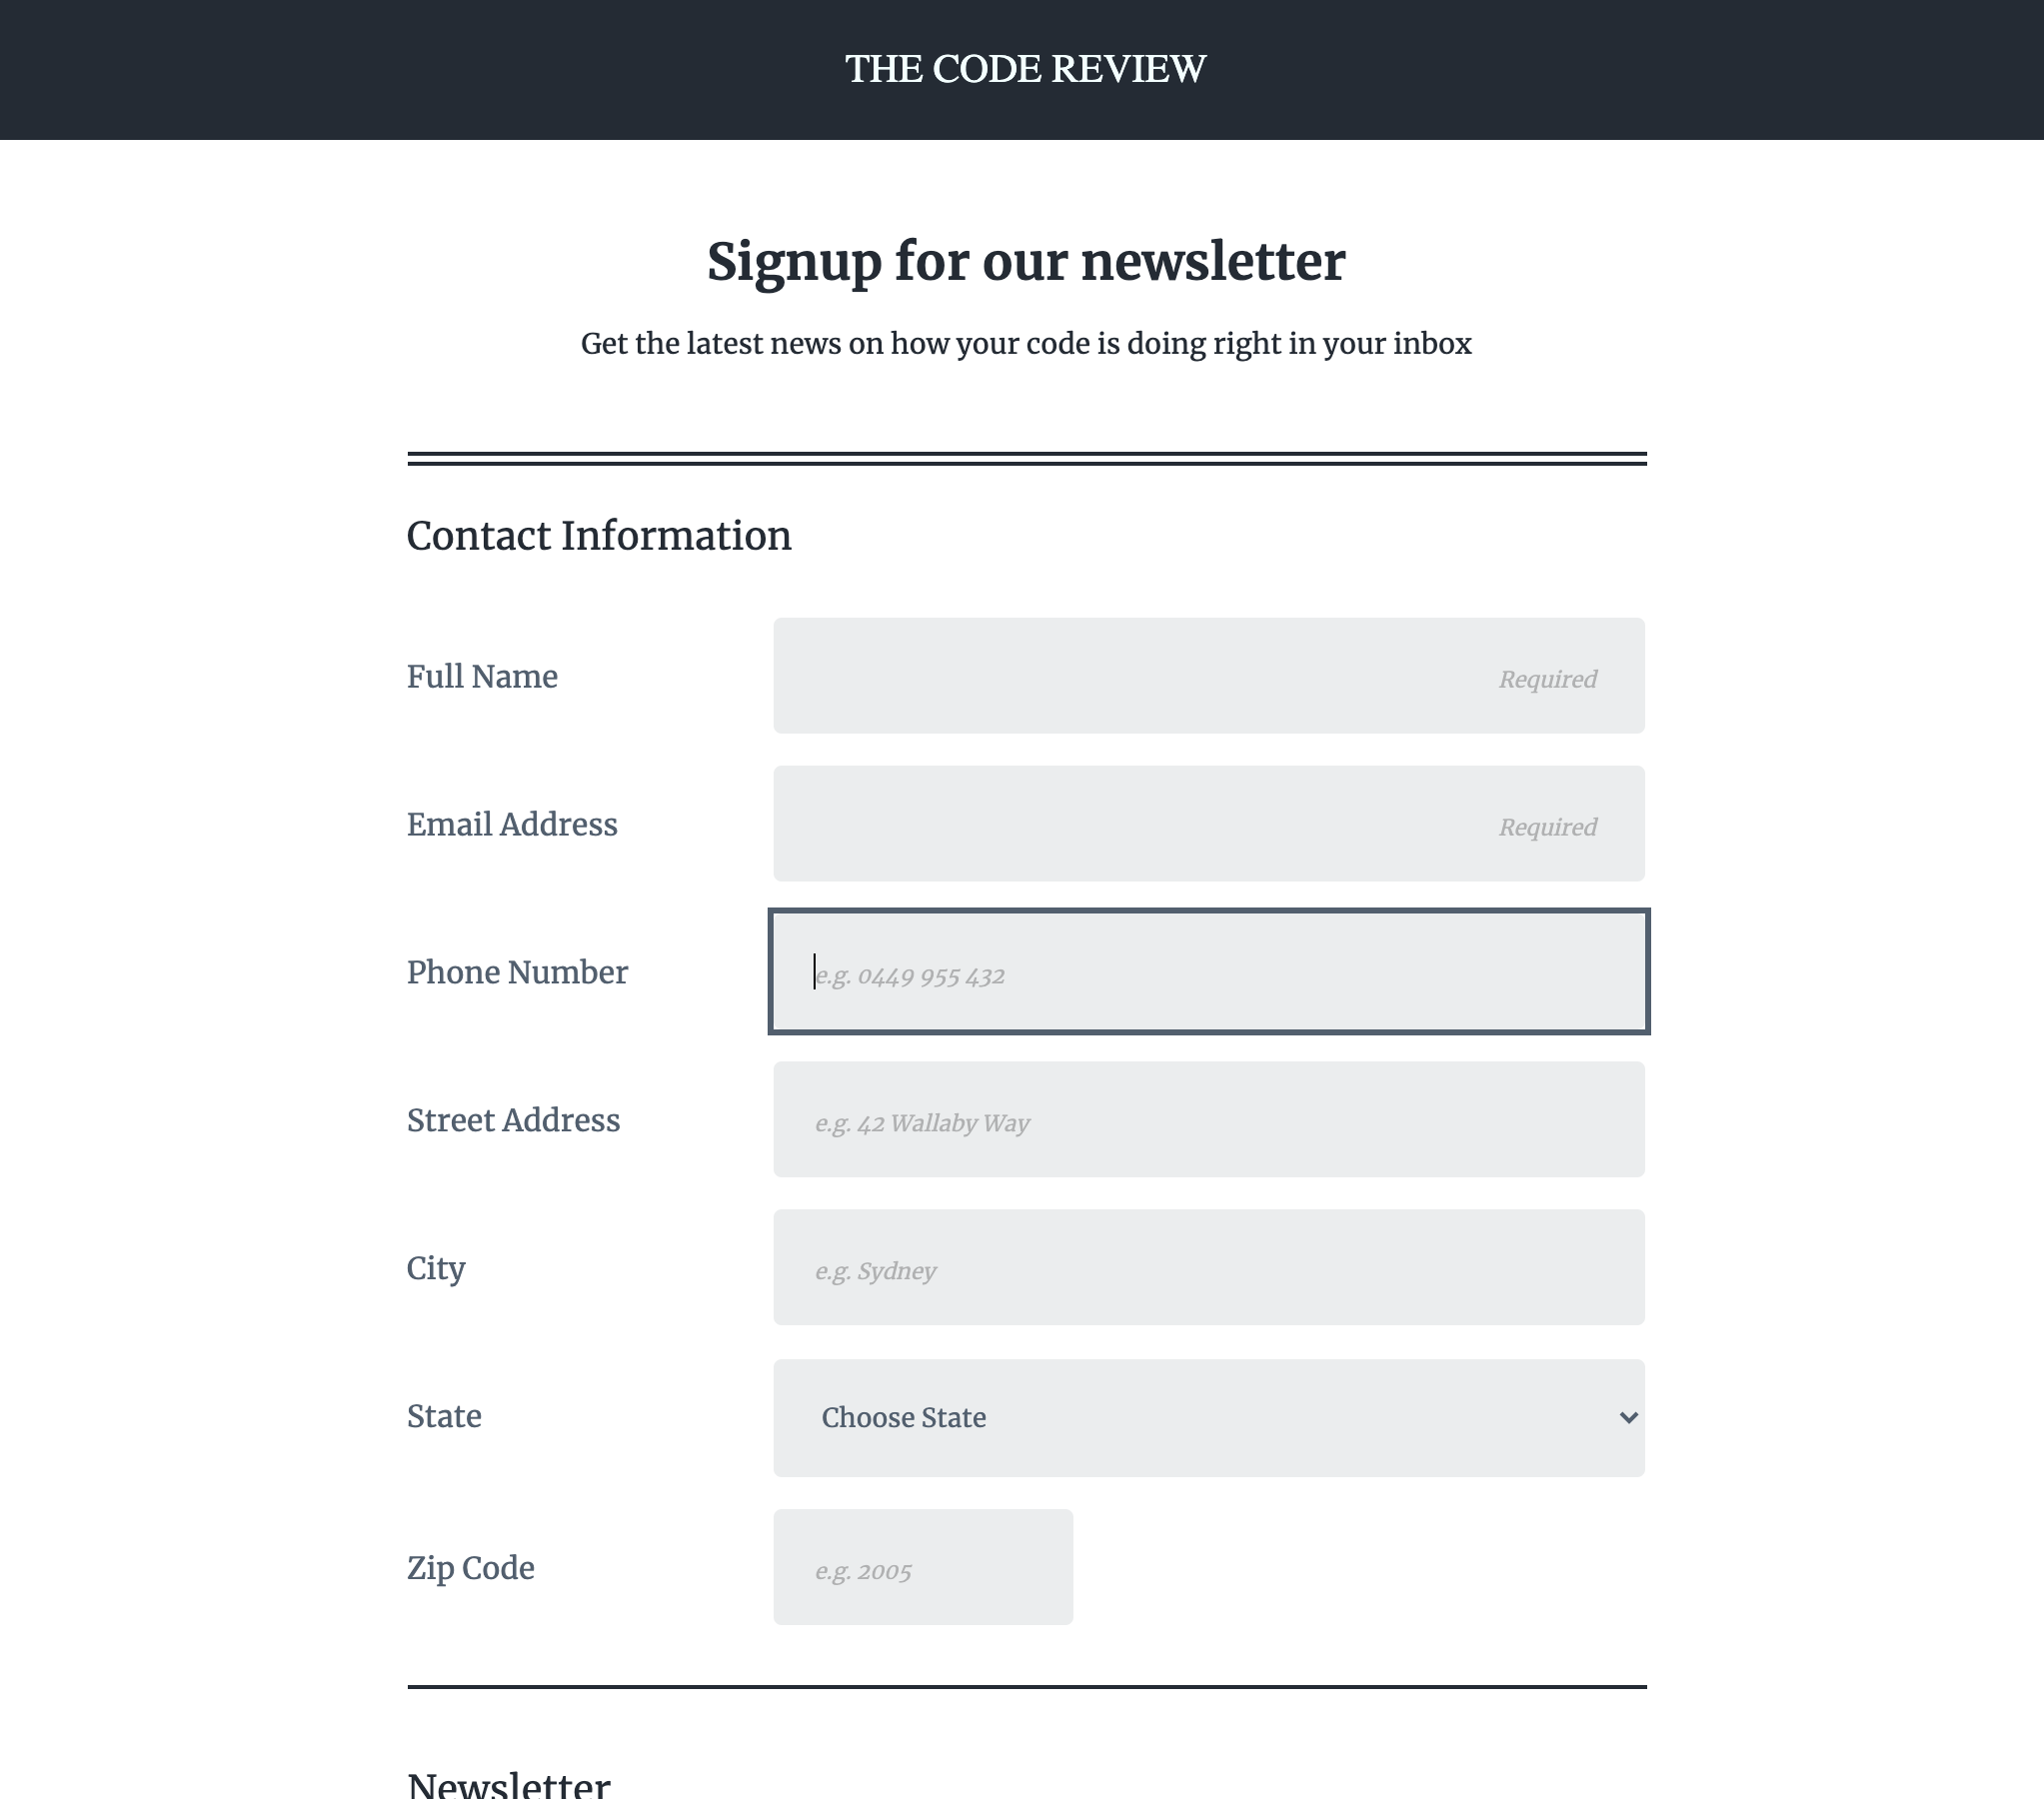 THE CODE REVIEW
Signup for our newsletter
Get the latest news on how your code is doing right in your inbox
Contact Information
Full Name
Required
Email Address
Required
Phone Number
e.g. 0449 955 432
Street Address
e.g. 42 Wallaby Way
City
e.g. Sydney
State
Choose State
Zip Code
e.g. 2005
Newsletter